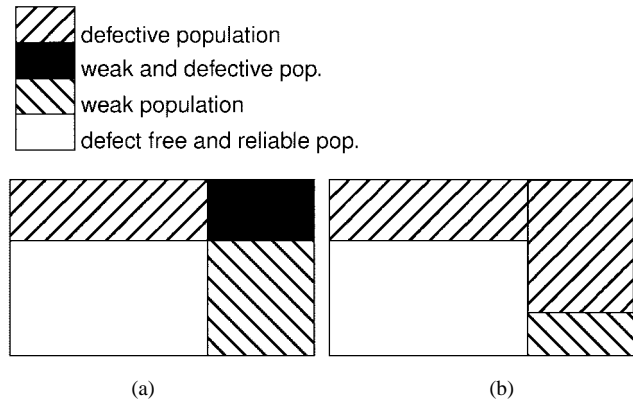 defective population
weak and defective pop.
weak population
defect free and reliable pop.
(a)
(b)